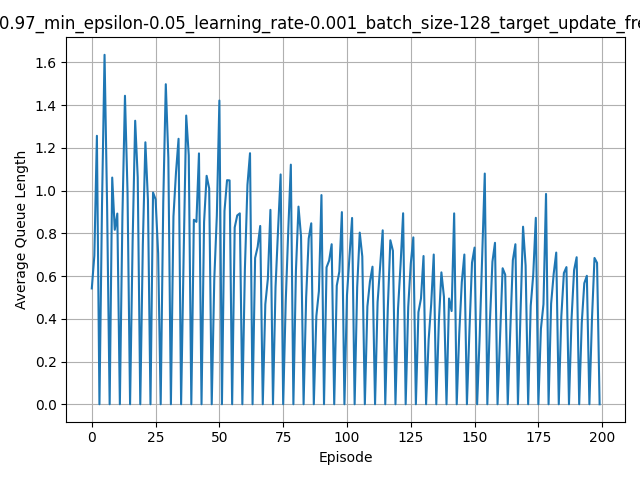 0.97_min_epsilon-0.05_learning_rate-0.001_batch_size-128_target_update_fre
1.6
1.4
1.2
1.0
0.8
0.6
0.4
0.2
0.0
Average Queue Length
0 25 50 75 100 125 150 175 200
Episode